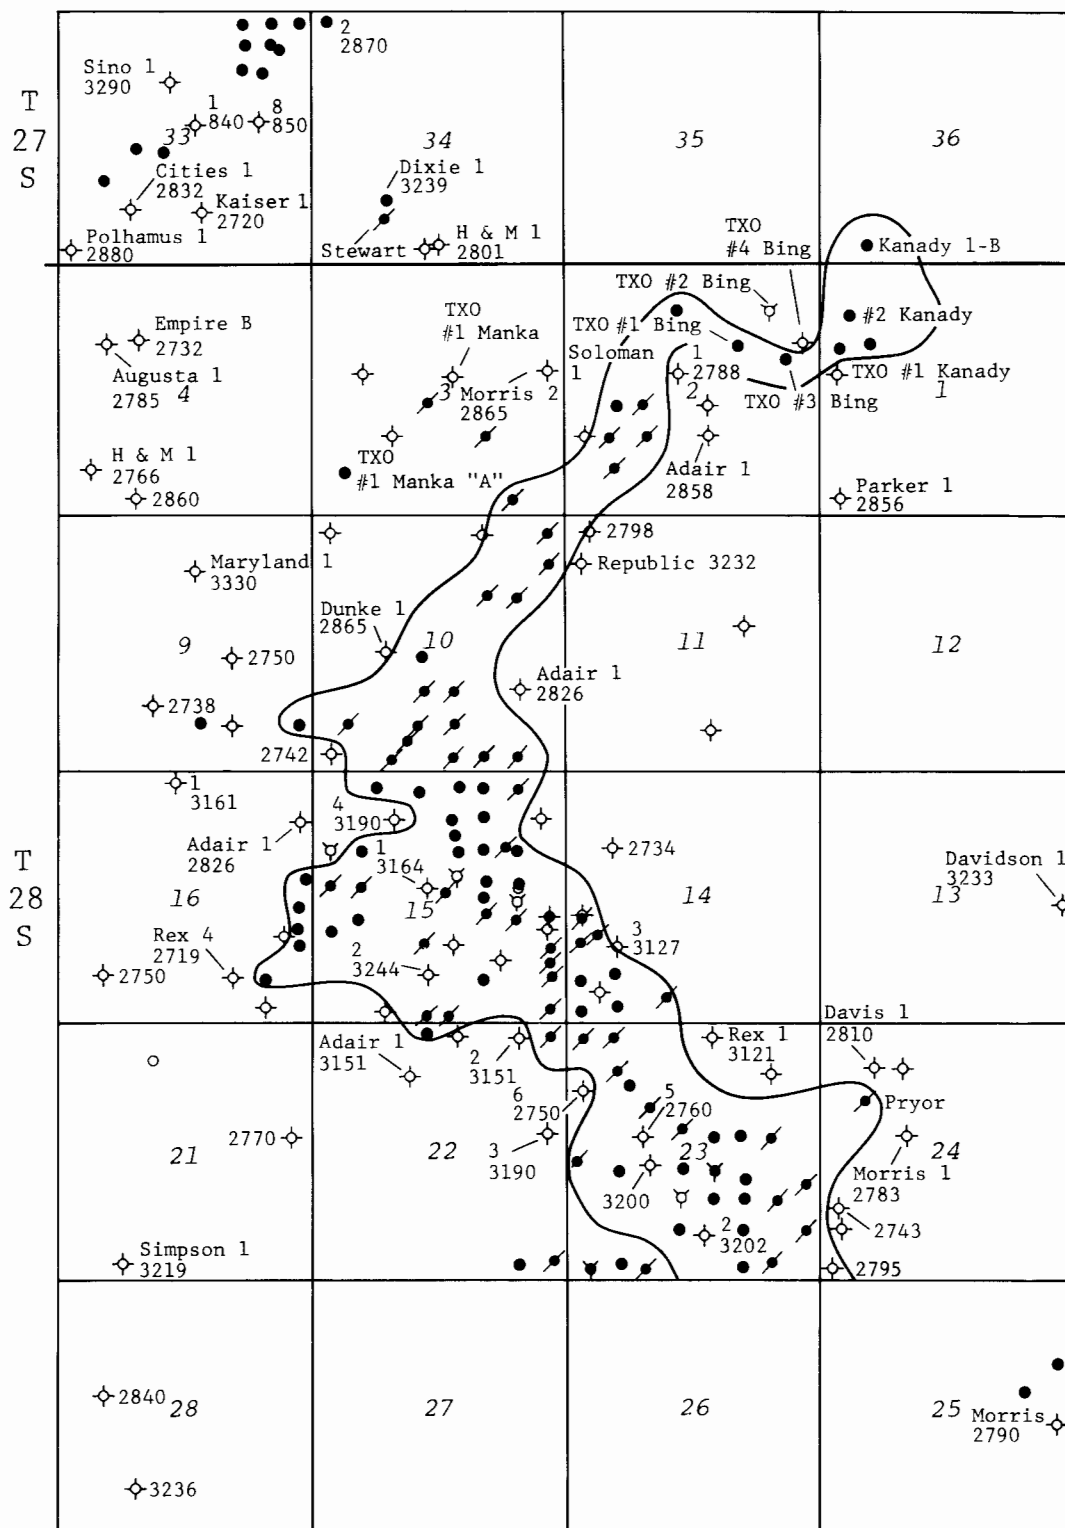 2
2870
Sino 1
3290
1
840
8
850
T
27
S
33
34
35
36
Cities 1
2832
Kaiser 1
2720
Dixie 1
3239
Polhamus 1
2880
Stewart
H & M 1
2801
TXO
#4 Bing
Kanady 1-B
TXO #2 Bing
Empire B
2732
TXO
#1 Manka
TXO #1 Bing
#2 Kanady
Augusta 1
2785
4
3
Morris 2
2865
Soloman 1
1
2788
2
TXO #3 Bing
TXO #1 Kanady
1
H & M 1
2766
2860
TXO
#1 Manka "A"
Adair 1
2858
Parker 1
2856
2798
Maryland 1
3330
Republic 3232
Dunke 1
2865
9
2750
10
11
12
Adair 1
2826
2738
2742
1
3161
4
3190
Adair 1
2826
1
3164
2734
Davidson 1
3233
T
28
S
16
15
14
13
Rex 4
2719
2750
2
3244
3
3127
Adair 1
3151
2
3151
Rex 1
3121
Davis 1
2810
6
2750
5
2760
Pryor
2770
21
22
3
3190
23
24
3200
Morris 1
2783
2743
2
3202
Simpson 1
3219
2795
2840
28
27
26
25
Morris
2790
3236